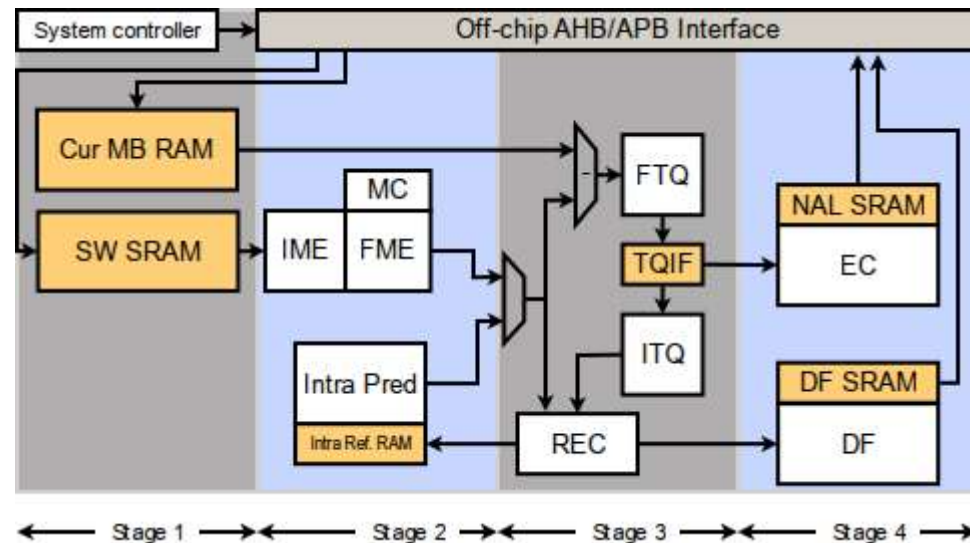 System controller
Off-chip AHB/APB Interface
Cur MB RAM
SW SRAM
MC
IME
FME
Intra Pred
Intra Ref. RAM
-
FTQ
TQIF
ITQ
REC
NAL SRAM
EC
DF SRAM
DF
Stage 1
Stage 2
Stage 3
Stage 4